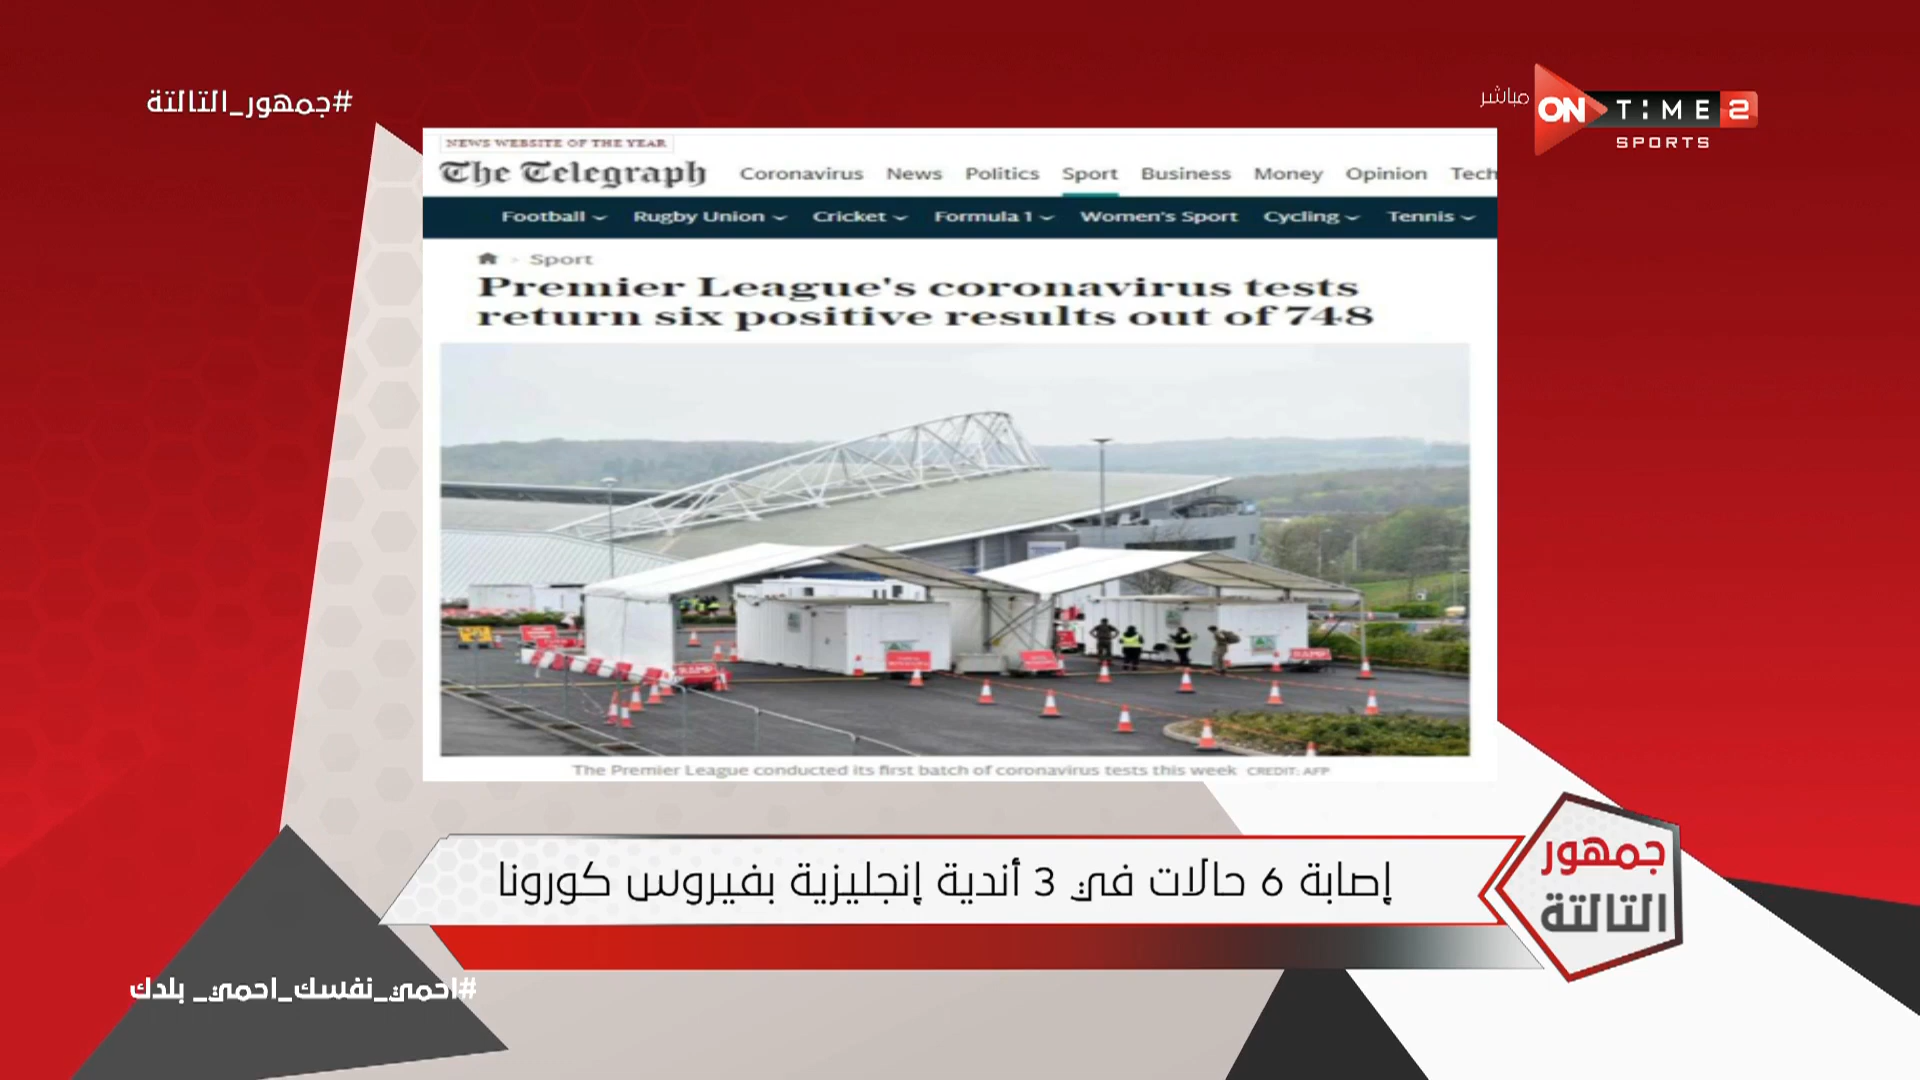 #جمهور_التالتة
مباشر
ON TIME 2
SPORTS
NEWS WEBSITE OF THE YEAR
The Telegraph
Coronavirus News Politics Sport Business Money Opinion Tech
Football Rugby Union Cricket Formula 1 Women's Sport Cycling Tennis
Sport
Premier League's coronavirus tests
return six positive results out of 748
The Premier League conducted its first batch of coronavirus tests this week CREDIT: AFP
إصابة 6 حالات في 3 أندية إنجليزية بفيروس كورونا
جمهور
التالتة
#احمي_نفسك_احمي_ بلدك